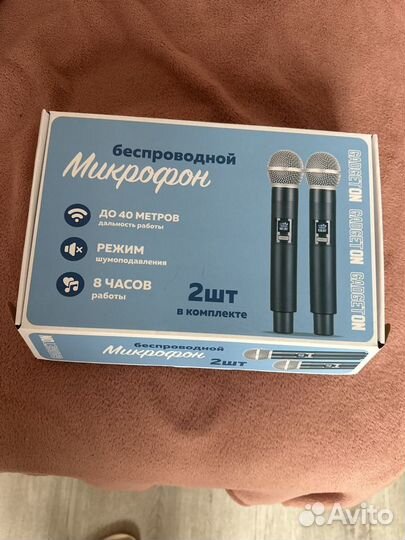 беспроводной
Микрофон
ДО 40 МЕТРОВ
дальность работы
РЕЖИМ
шумоподавления
8 ЧАСОВ
работы
2шт
в комплекте
GADGETON GADGETON GADGETON
беспроводной
Микрофон
2шт
Avito